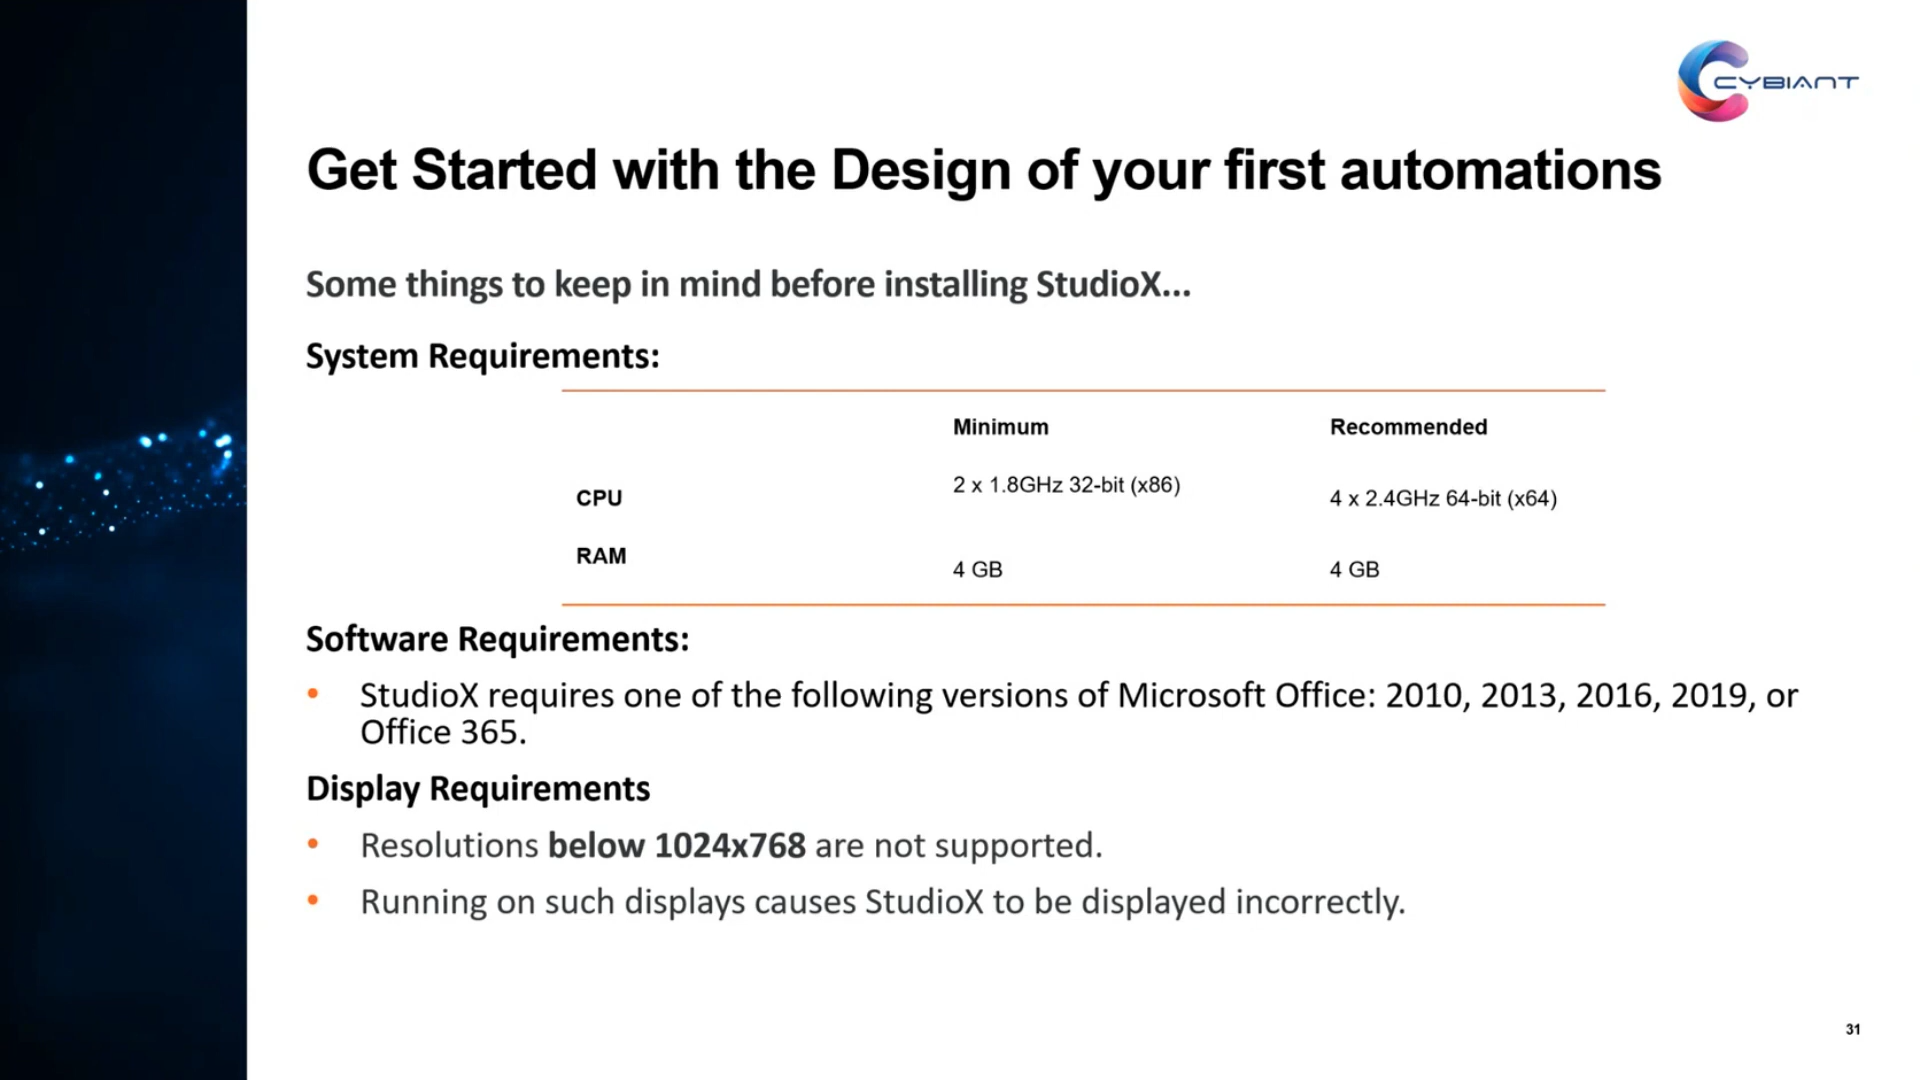 CYBIANT
Get Started with the Design of your first automations
Some things to keep in mind before installing StudioX...
System Requirements:
Minimum Recommended
CPU 2 x 1.8GHz 32-bit (x86) 4 x 2.4GHz 64-bit (x64)
RAM 4 GB 4 GB
Software Requirements:
• StudioX requires one of the following versions of Microsoft Office: 2010, 2013, 2016, 2019, or
Office 365.
Display Requirements
• Resolutions below 1024x768 are not supported.
• Running on such displays causes StudioX to be displayed incorrectly.
31